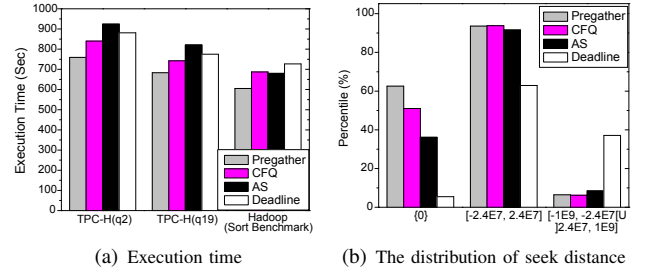 1000
900
800
700
600
500
400
300
200
100
0
Execution Time (Sec)
Pregather
CFQ
AS
Deadline
TPC-H(q2)
TPC-H(q19)
Hadoop
(Sort Benchmark)
(a) Execution time
100
80
60
40
20
0
Percentile (%)
Pregather
CFQ
AS
Deadline
{0}
[-2.4E7, 2.4E7]
[-1E9, -2.4E7[U
]2.4E7, 1E9]
(b) The distribution of seek distance